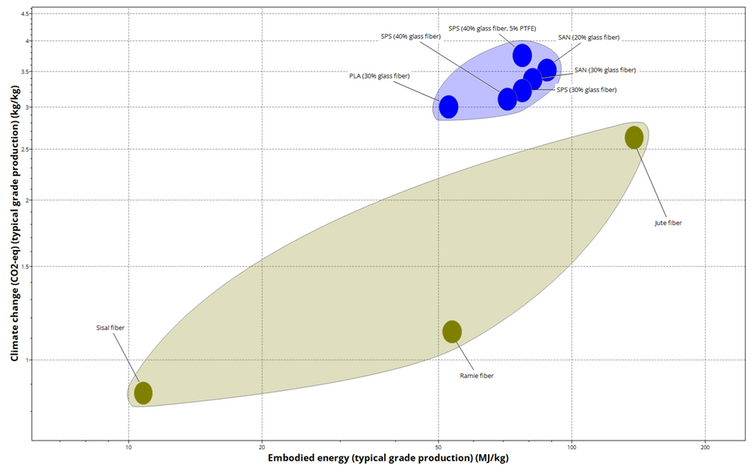 4.5
4
3.5
3
2.5
2
1.5
1
Climate change (CO2-eq) (typical grade production) (kg/kg)
SPS (40% glass fiber, 5% PTFE)
SPS (40% glass fiber)
SAN (20% glass fiber)
PLA (30% glass fiber)
SAN (30% glass fiber)
SPS (30% glass fiber)
Jute fiber
Sisal fiber
Ramie fiber
10
20
50
100
200
Embodied energy (typical grade production) (MJ/kg)